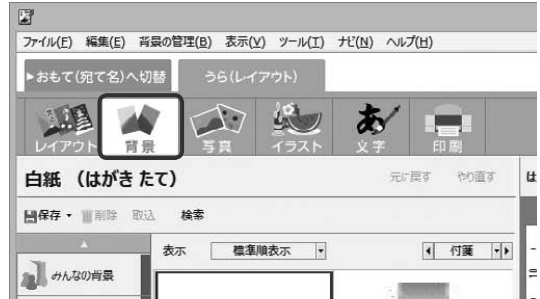 ファイル(F) 編集(E) 背景の管理(B) 表示(V) ツール(T) ナビ(N) ヘルプ(H)
▶おもて(宛て名)へ切替 うら(レイアウト)
レイアウト 背景 写真 イラスト 文字 印刷
白紙 (はがき たて) 元に戻す やり直す は
保存 削除 取込 検索
表示 標準順表示 付箋
みんなの背景